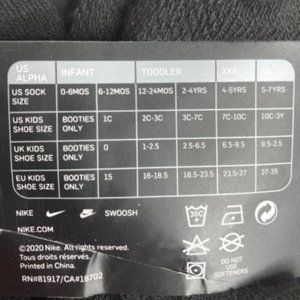 US ALPHA INFANT TODDLER XXS XS
US SOCK SIZE 0-6MOS 6-12MOS 12-24MOS 2-4YRS 4-5YRS 5-7YRS
US KIDS SHOE SIZE BOOTIES ONLY 1C 2C-3C 3C-7C 7C-10C 10C-3Y
UK KIDS SHOE SIZE BOOTIES ONLY 0 1-2.5 2.5-6.5 6.5-9.5 9.5-2.5
EU KIDS SHOE SIZE BOOTIES ONLY 15 16-18.5 18.5-23.5 23.5-27 27-35
NIKE SWOOSH 30C
NIKE.COM
©2020 Nike. All rights reserved.
Tous droits réservés.
Printed in China.
DO NOT USE SOFTENERS
RN#81917/CA#18702